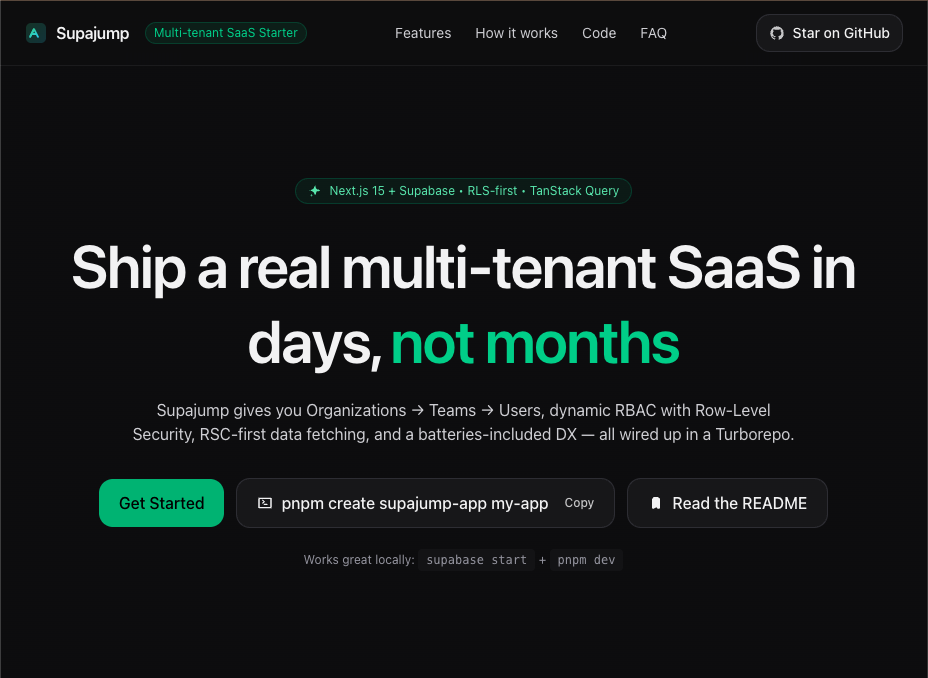 Supajump
Multi-tenant SaaS Starter
Features
How it works
Code
FAQ
Star on GitHub
Next.js 15 + Supabase • RLS-first • TanStack Query
Ship a real multi-tenant SaaS in
days, not months
Supajump gives you Organizations → Teams → Users, dynamic RBAC with Row-Level
Security, RSC-first data fetching, and a batteries-included DX — all wired up in a Turborepo.
Get Started
pnpm create supajump-app my-app
Copy
Read the README
Works great locally: supabase start + pnpm dev